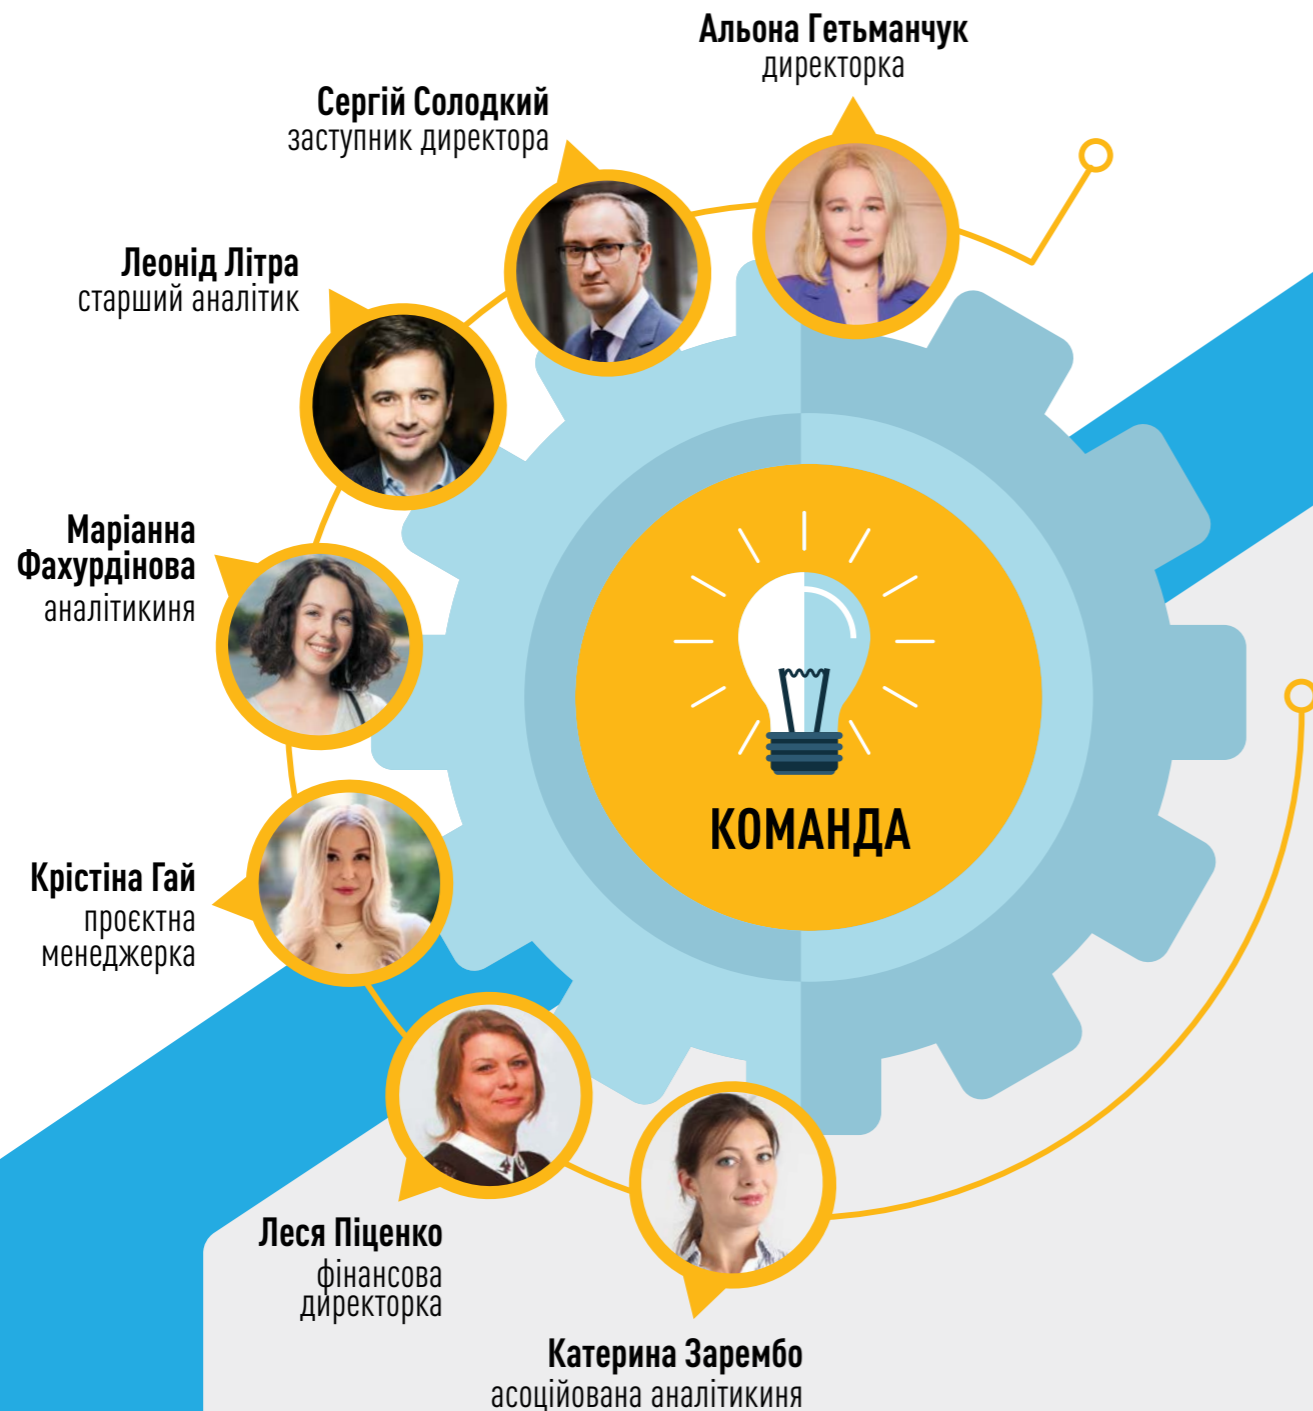 Альона Гетьманчук
директорка
Сергій Солодкий
заступник директора
Леонід Літра
старший аналітик
Маріанна
Фахурдінова
аналітикиня
Крістіна Гай
проєктна
менеджерка
Леся Піценко
фінансова
директорка
Катерина Зарембо
асоційована аналітикиня
КОМАНДА